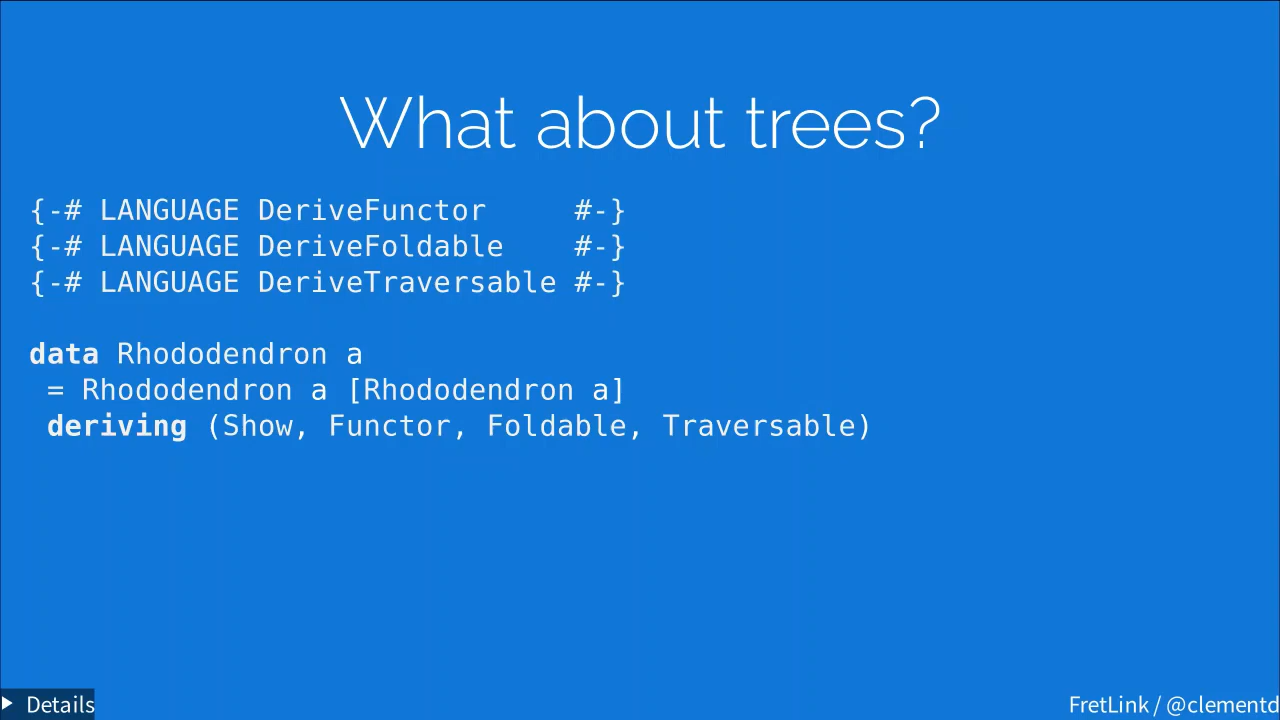 What about trees?
{-# LANGUAGE DeriveFunctor     #-}
{-# LANGUAGE DeriveFoldable    #-}
{-# LANGUAGE DeriveTraversable #-}
data Rhododendron a
 = Rhododendron a [Rhododendron a]
 deriving (Show, Functor, Foldable, Traversable)
Details
FretLink / @clementd